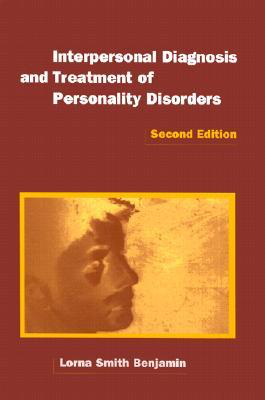 Interpersonal Diagnosis
and Treatment of
Personality Disorders
Second Edition
Lorna Smith Benjamin